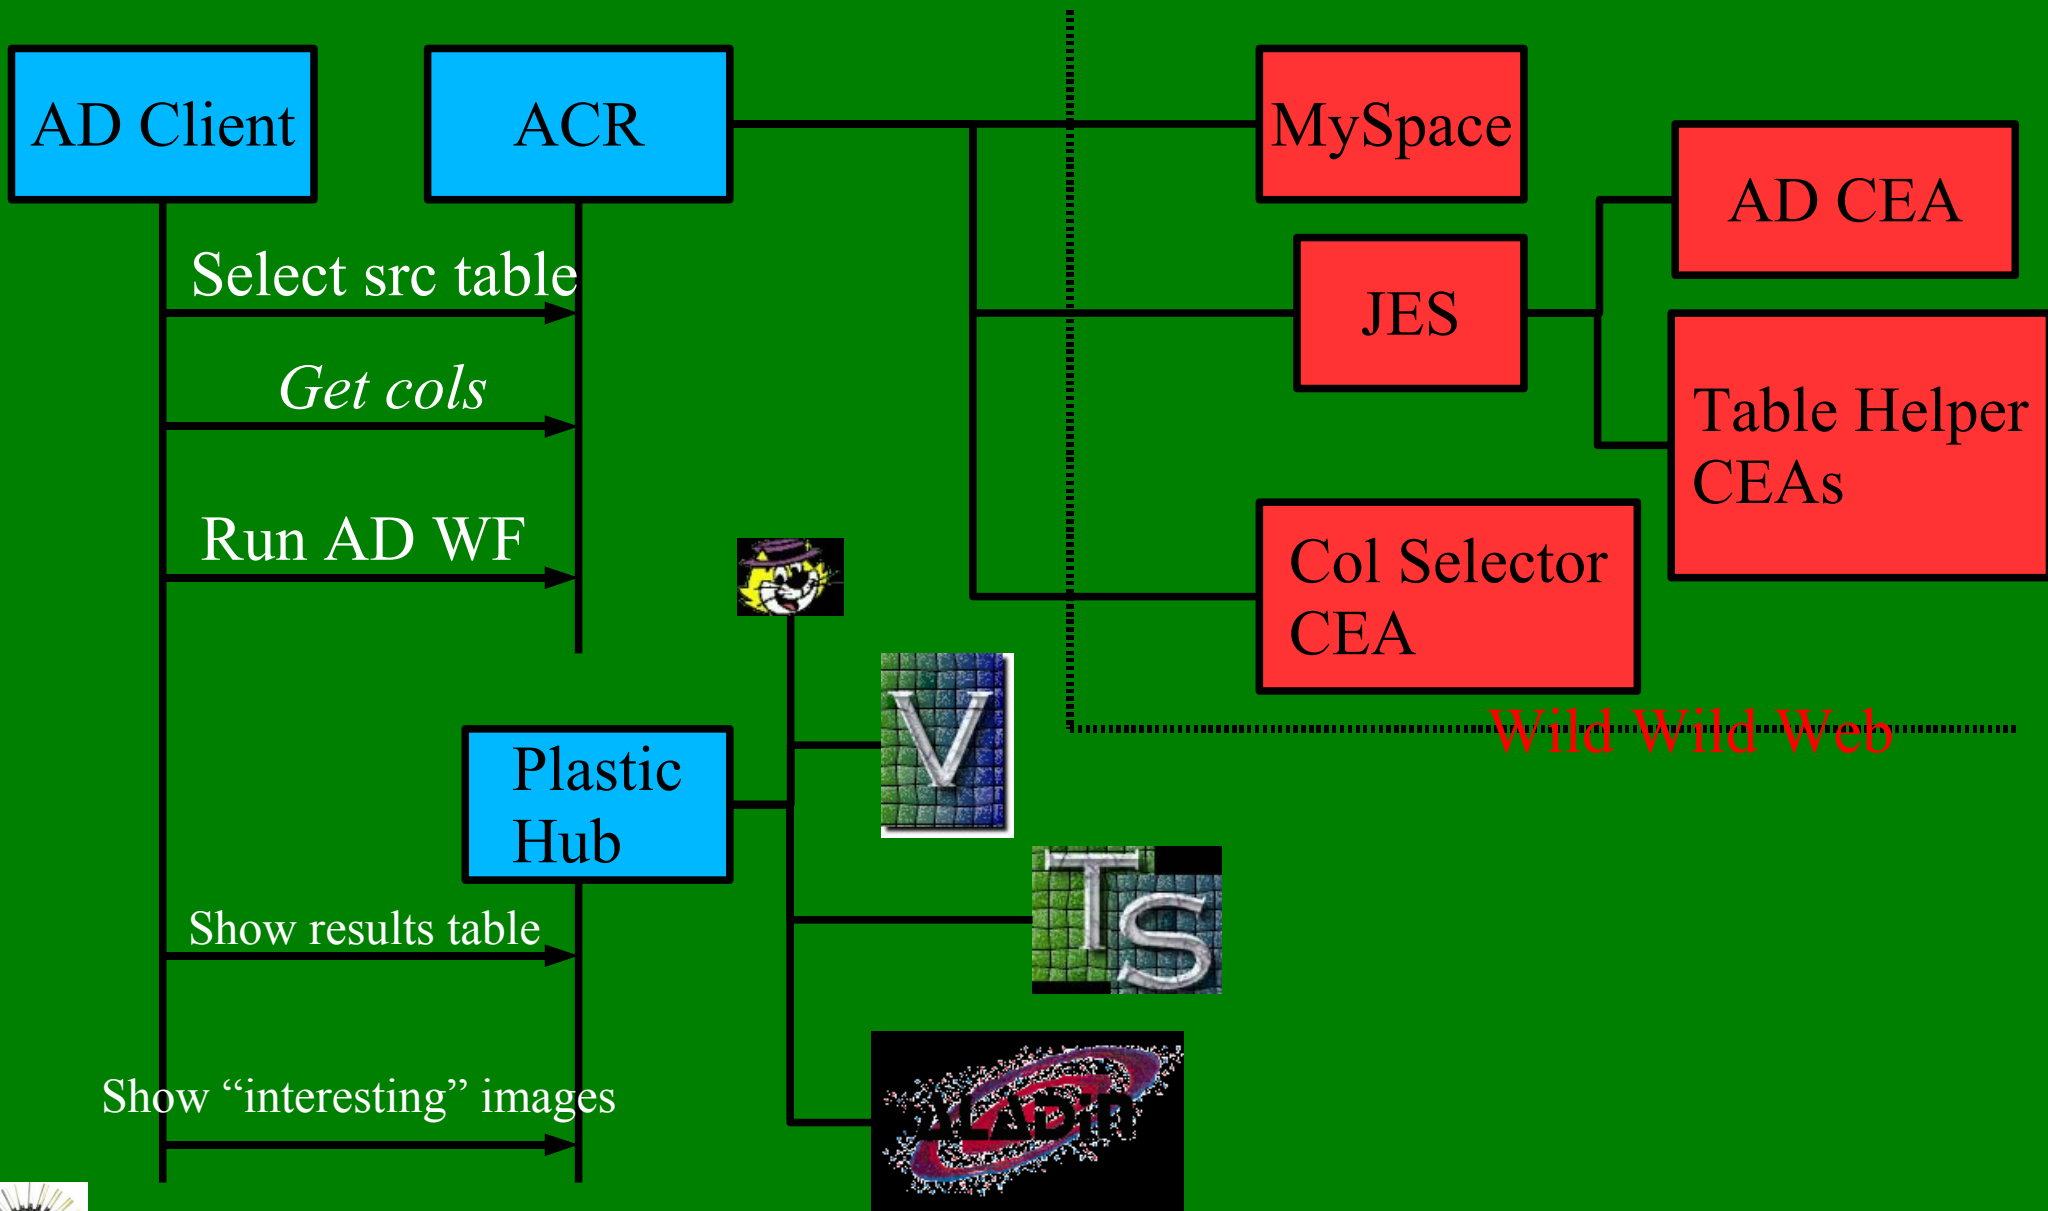 AD Client
ACR
MySpace
AD CEA
Select src table
JES
Get cols
Table Helper
CEAs
Run AD WF
Col Selector
CEA
Wild Wild Web
V
Plastic
Hub
TS
Show results table
Show “interesting” images
ALADIN